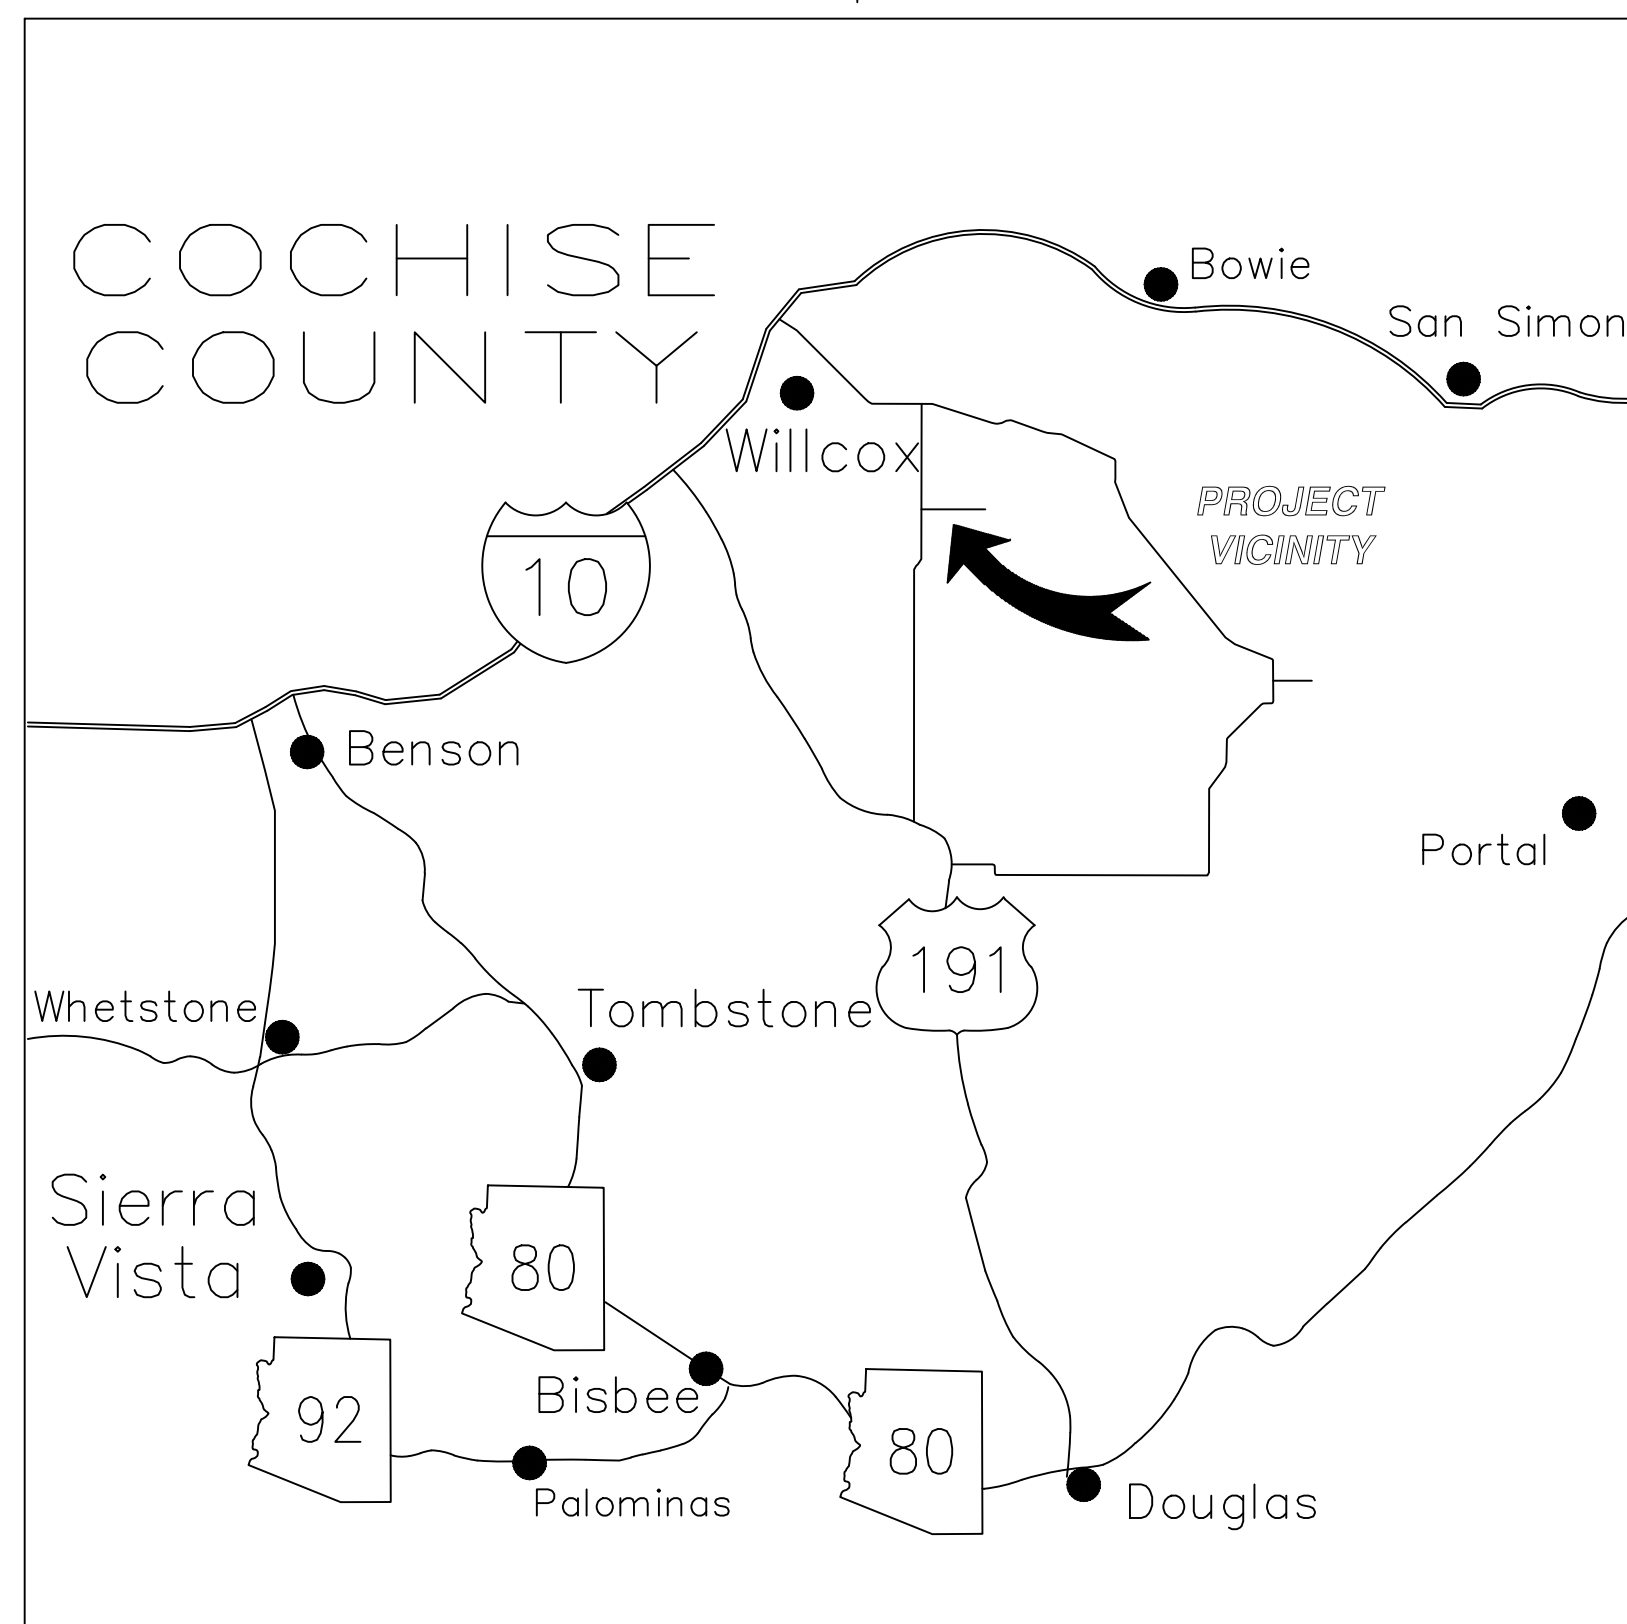 COCHISE
COUNTY
Bowie
San Simon
Willcox
PROJECT
VICINITY
10
Benson
Portal
191
Whetstone
Tombstone
Sierra
Vista
80
Bisbee
92
80
Palominas
Douglas